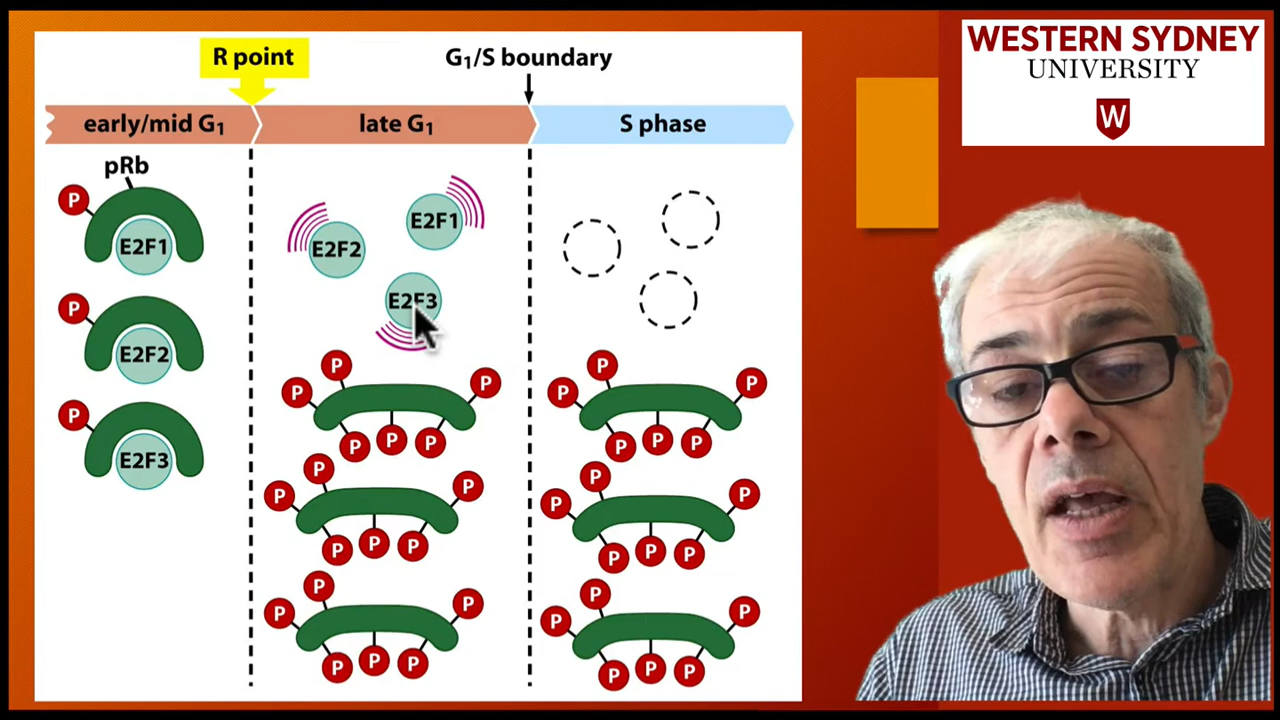 R point
G₁/S boundary
WESTERN SYDNEY
UNIVERSITY
W
early/mid G₁
late G₁
S phase
pRb
P
E2F1
P
E2F2
P
E2F3
E2F2
E2F1
E2F3
P P P
P P P
P P P
P P P
P P P
P P P
P P P
P P P
P P P
P P P
P P P
P P P